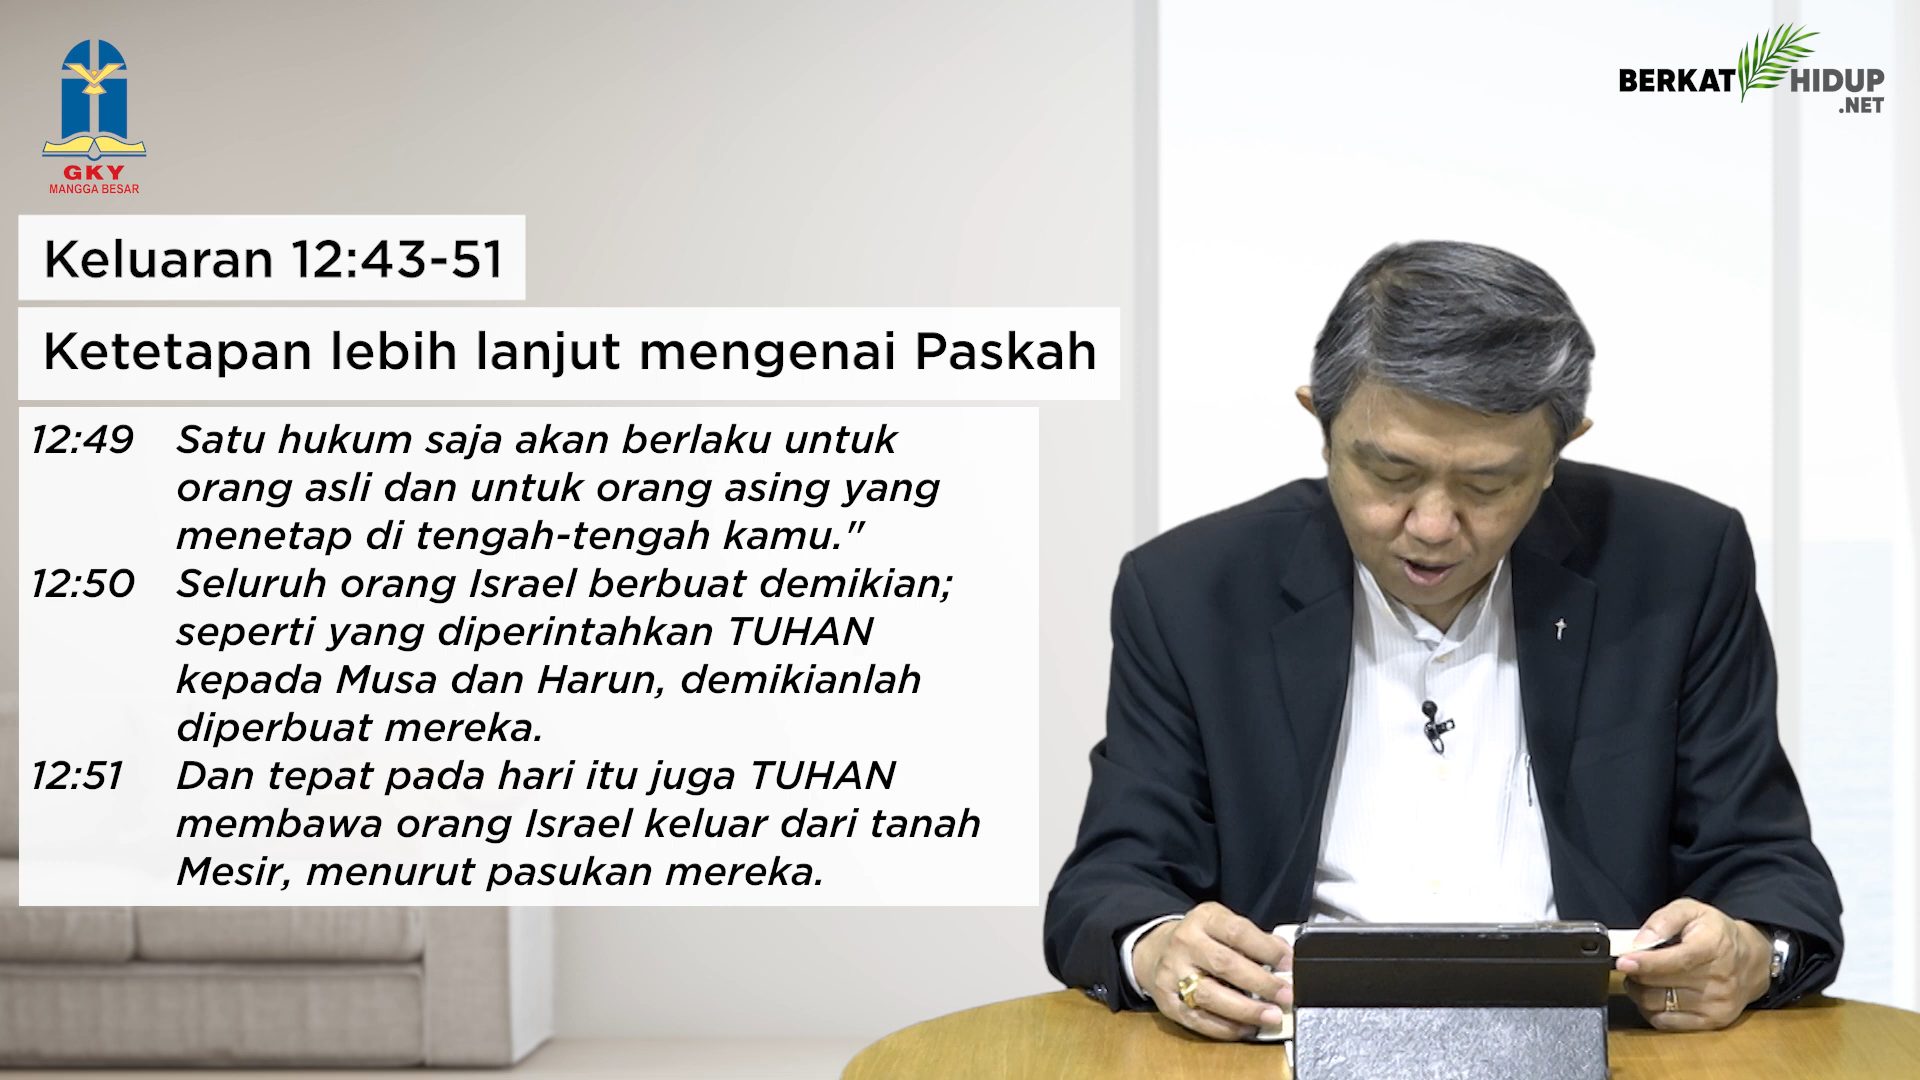 GKY
MANGGA BESAR
BERKAT HIDUP
.NET
Keluaran 12:43-51
Ketetapan lebih lanjut mengenai Paskah
12:49 Satu hukum saja akan berlaku untuk
orang asli dan untuk orang asing yang
menetap di tengah-tengah kamu."
12:50 Seluruh orang Israel berbuat demikian;
seperti yang diperintahkan TUHAN
kepada Musa dan Harun, demikianlah
diperbuat mereka.
12:51 Dan tepat pada hari itu juga TUHAN
membawa orang Israel keluar dari tanah
Mesir, menurut pasukan mereka.